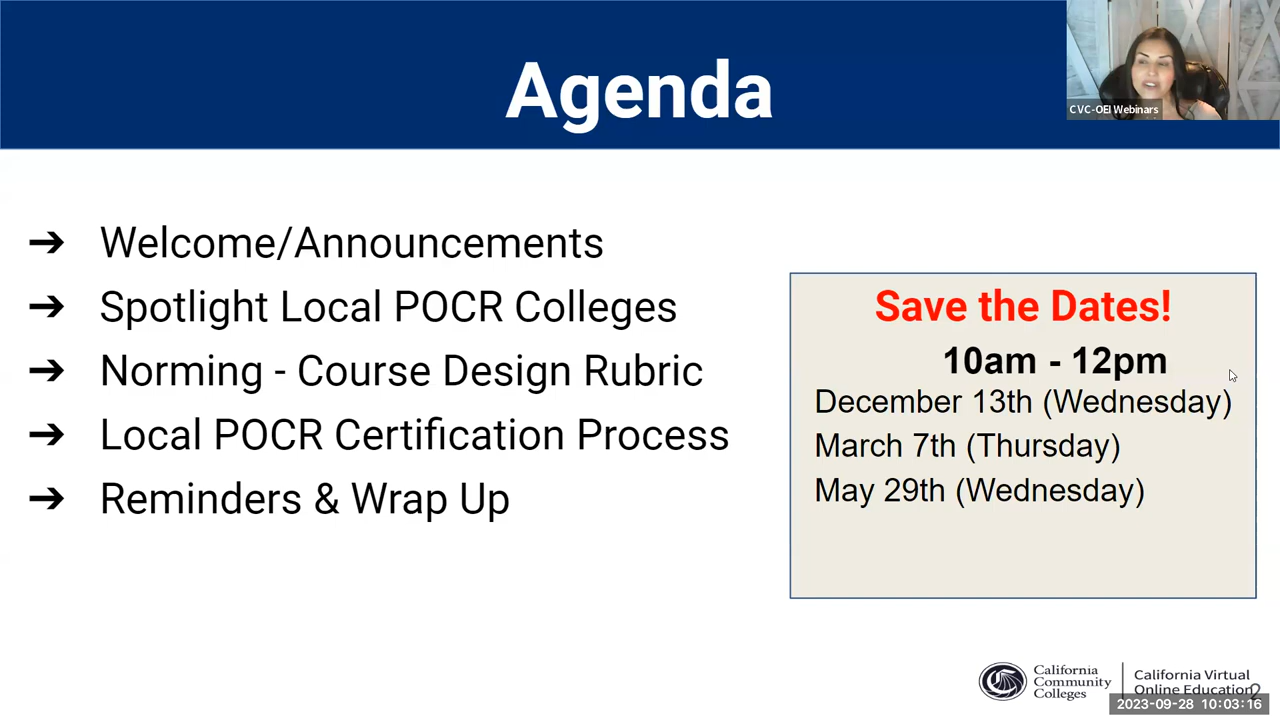 Agenda
CVC-OEI Webinars
➔ Welcome/Announcements
➔ Spotlight Local POCR Colleges
➔ Norming - Course Design Rubric
➔ Local POCR Certification Process
➔ Reminders & Wrap Up
Save the Dates!
10am - 12pm
December 13th (Wednesday)
March 7th (Thursday)
May 29th (Wednesday)
California
Community
Colleges
California Virtual
Online Education
2
2023-09-28 10:03:16